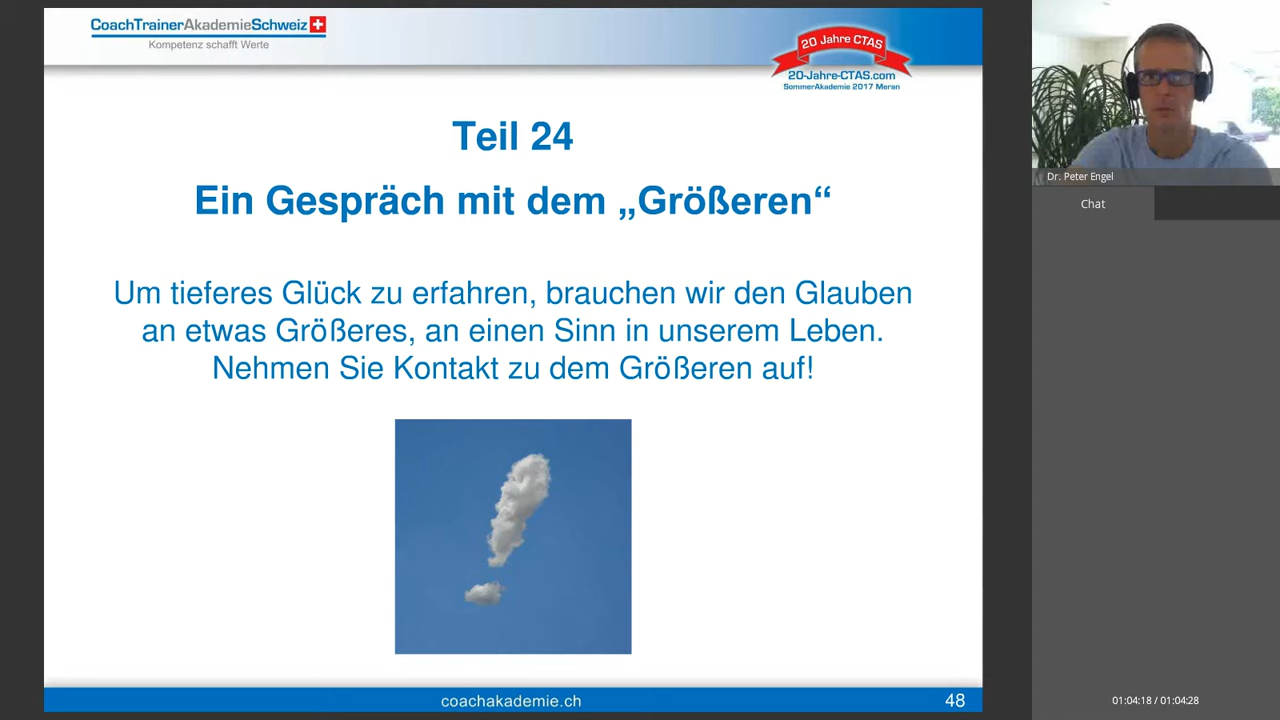 CoachTrainerAkademieSchweiz
Kompetenz schafft Werte
20 Jahre CTAS
20-Jahre-CTAS.com
SommerAkademie 2017 Meran
Teil 24
Ein Gespräch mit dem „Größeren“
Um tieferes Glück zu erfahren, brauchen wir den Glauben
an etwas Größeres, an einen Sinn in unserem Leben.
Nehmen Sie Kontakt zu dem Größeren auf!
coachakademie.ch
48
Dr. Peter Engel
Chat
01:04:18 / 01:04:28